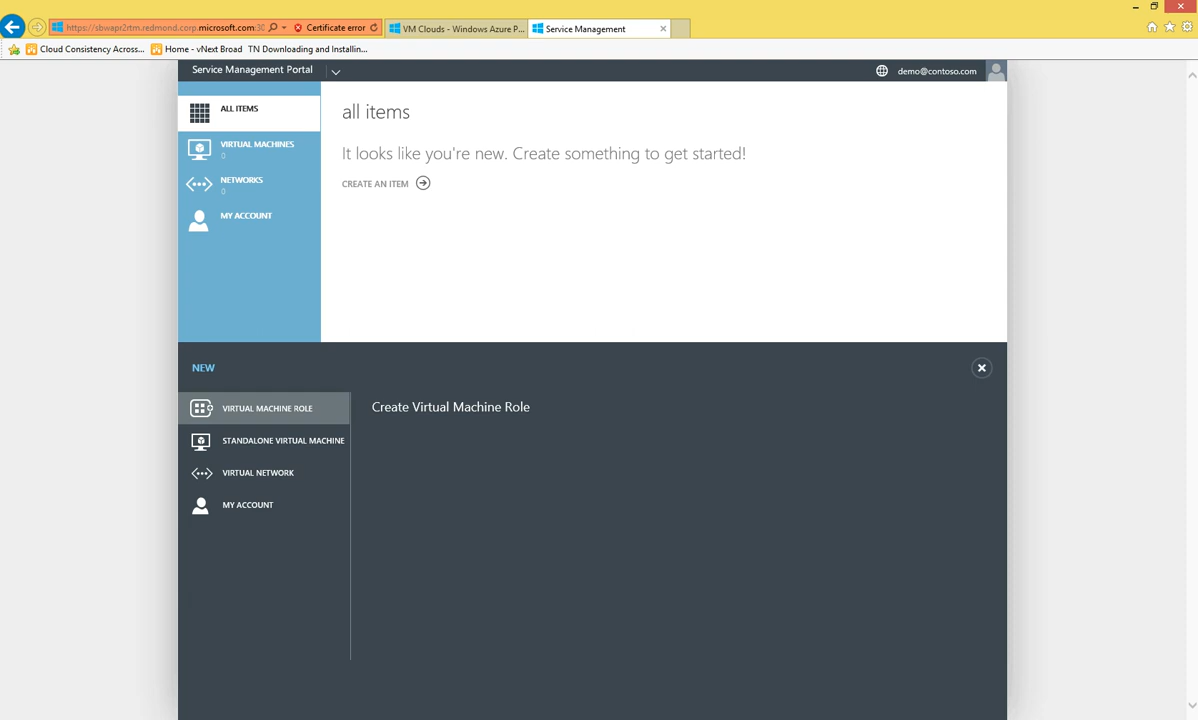 https://sbwapr2rtm.redmond.corp.microsoft.com:30 Certificate error
VM Clouds - Windows Azure P...
Service Management
Cloud Consistency Across...
Home - vNext Broad
TN Downloading and Installin...
Service Management Portal
demo@contoso.com
ALL ITEMS
VIRTUAL MACHINES
0
NETWORKS
0
MY ACCOUNT
all items
It looks like you're new. Create something to get started!
CREATE AN ITEM
NEW
VIRTUAL MACHINE ROLE
STANDALONE VIRTUAL MACHINE
VIRTUAL NETWORK
MY ACCOUNT
Create Virtual Machine Role